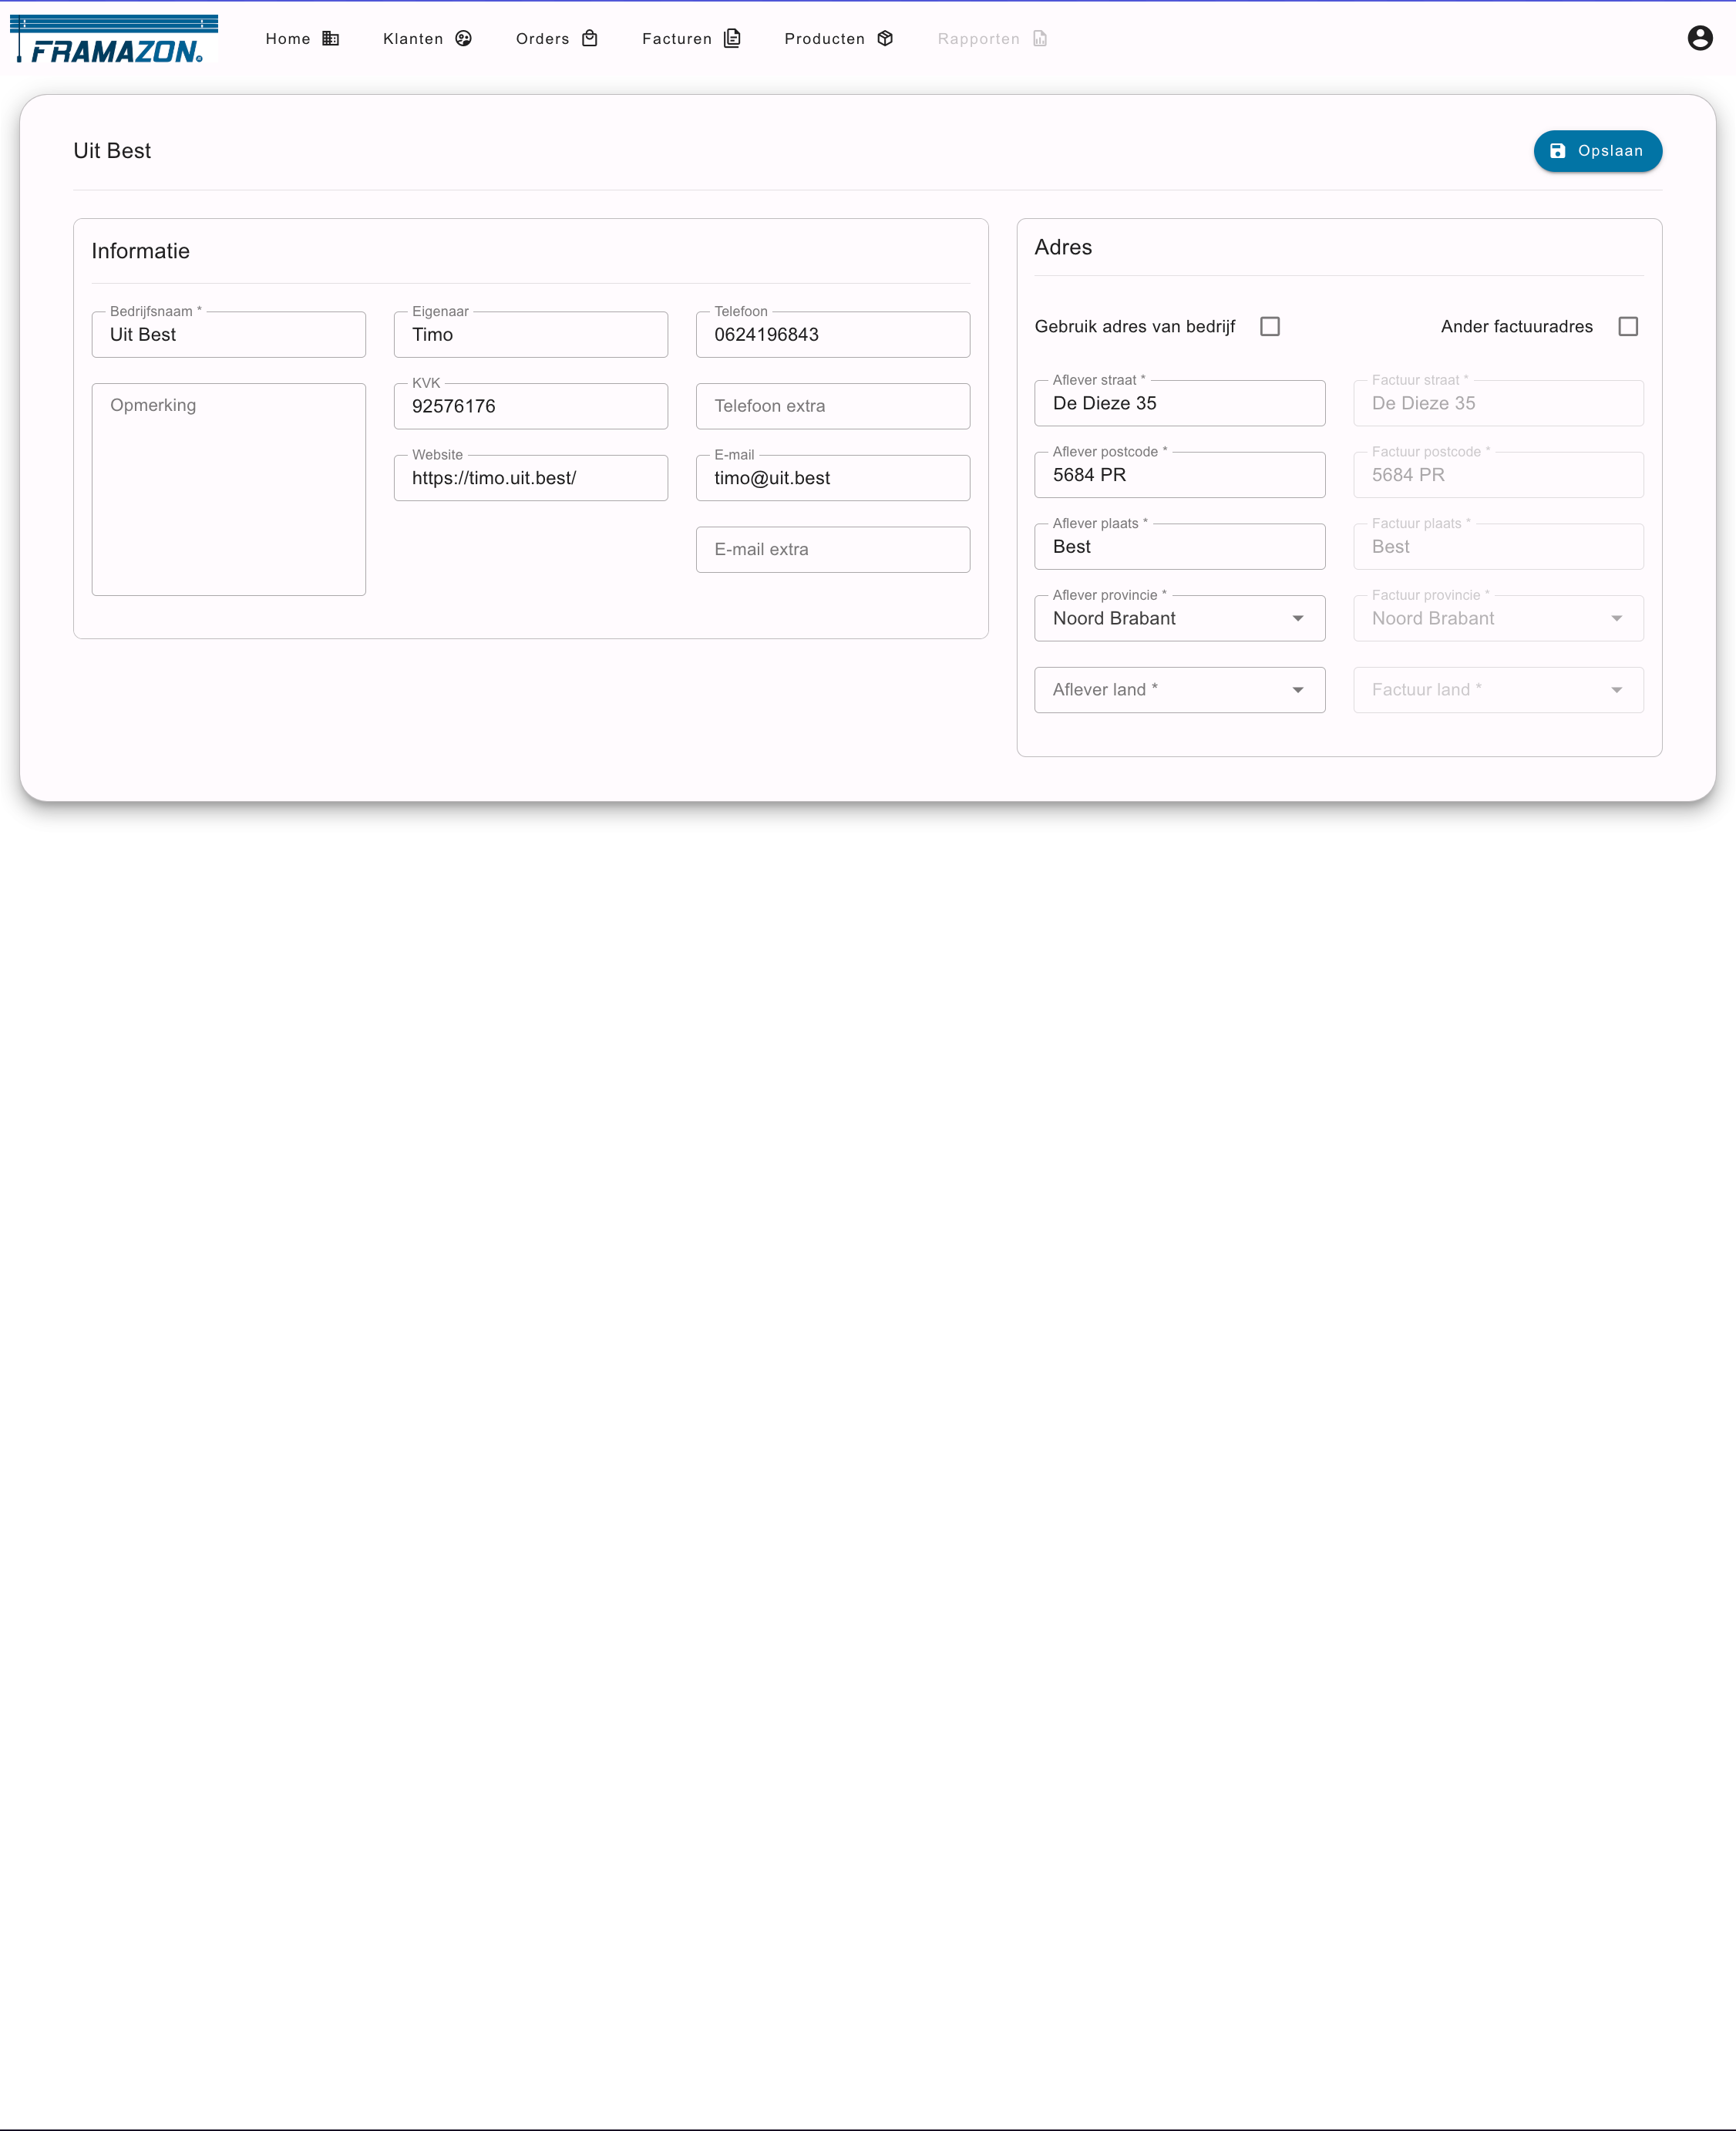 FRAMAZON.
Home
Klanten
Orders
Facturen
Producten
Rapporten
Uit Best
Opslaan
Informatie
Bedrijfsnaam *
Uit Best
Eigenaar
Timo
Telefoon
0624196843
Opmerking
KVK
92576176
Telefoon extra
Website
https://timo.uit.best/
E-mail
timo@uit.best
E-mail extra
Adres
Gebruik adres van bedrijf
Ander factuuradres
Aflever straat *
De Dieze 35
Factuur straat *
De Dieze 35
Aflever postcode *
5684 PR
Factuur postcode *
5684 PR
Aflever plaats *
Best
Factuur plaats *
Best
Aflever provincie *
Noord Brabant
Factuur provincie *
Noord Brabant
Aflever land *
Factuur land *